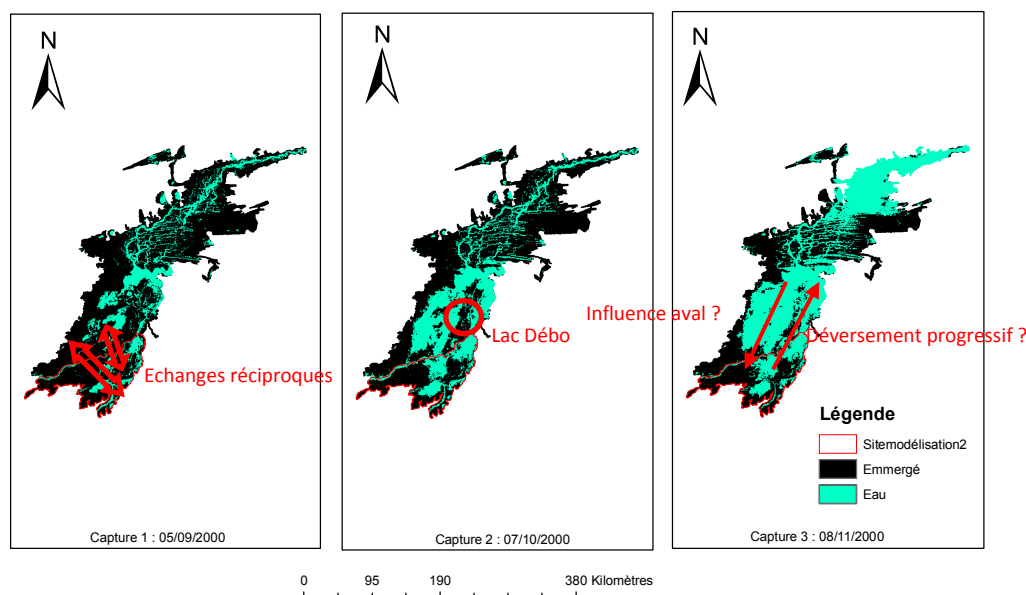 N
Echanges réciproques
Capture 1 : 05/09/2000
N
Lac Débo
Capture 2 : 07/10/2000
N
Influence aval ?
Déversement progressif ?
Légende
Sitemodélisation2
Emmergé
Eau
Capture 3 : 08/11/2000
0 95 190 380 Kilomètres